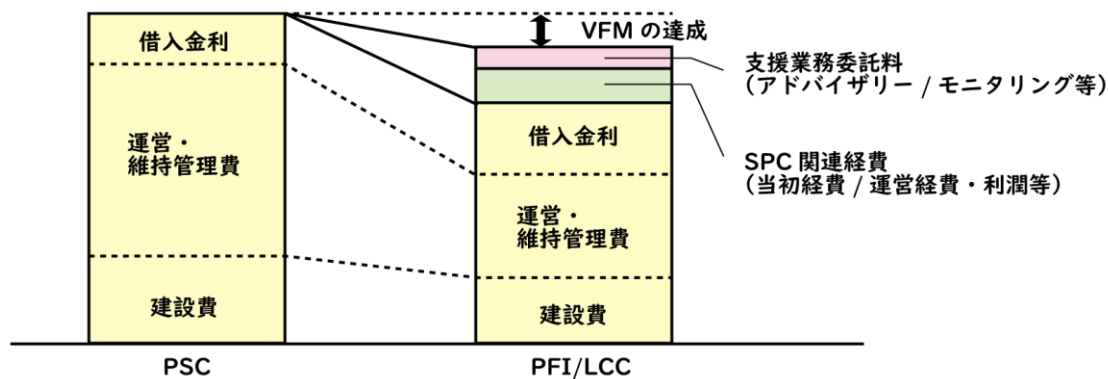 借入金利
運営・
維持管理費
建設費
PSC
VFM の達成
借入金利
運営・
維持管理費
建設費
PFI/LCC
支援業務委託料
（アドバイザリー / モニタリング等）
SPC 関連経費
（当初経費 / 運営経費・利潤等）